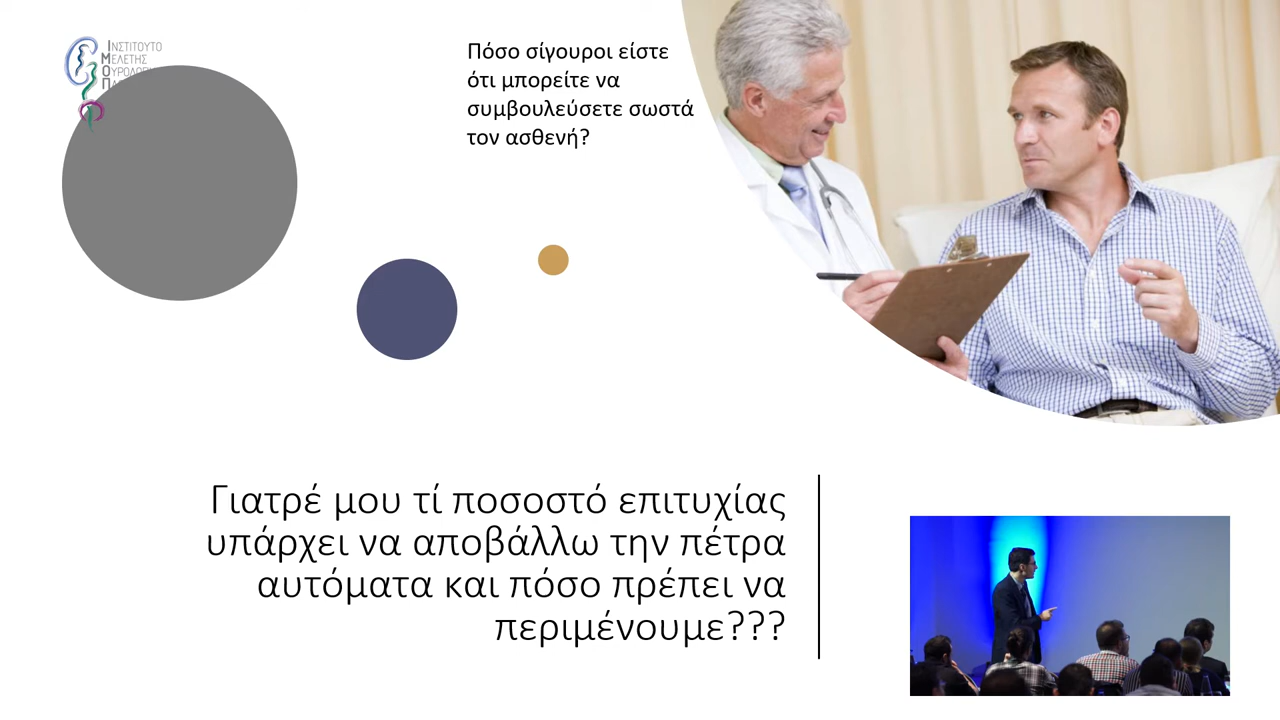 ΙΝΣΤΙΤΟΥΤΟ
ΜΕΛΕΤΗΣ
Πόσο σίγουροι είστε
ότι μπορείτε να
συμβουλεύσετε σωστά
τον ασθενή?
Γιατρέ μου τί ποσοστό επιτυχίας
υπάρχει να αποβάλλω την πέτρα
αυτόματα και πόσο πρέπει να
περιμένουμε???